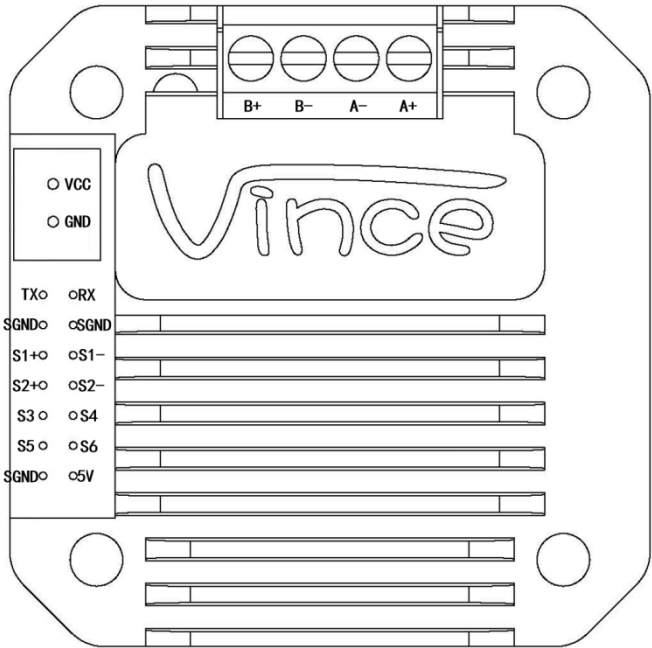 B+ B- A- A+
Vince
VCC
GND
TX RX
SGND SGND
S1+ S1-
S2+ S2-
S3 S4
S5 S6
SGND 5V